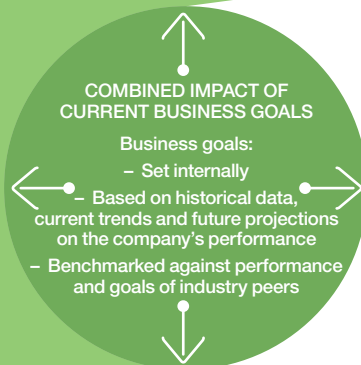 COMBINED IMPACT OF
CURRENT BUSINESS GOALS
Business goals:
– Set internally
– Based on historical data,
current trends and future projections
on the company’s performance
– Benchmarked against performance
and goals of industry peers